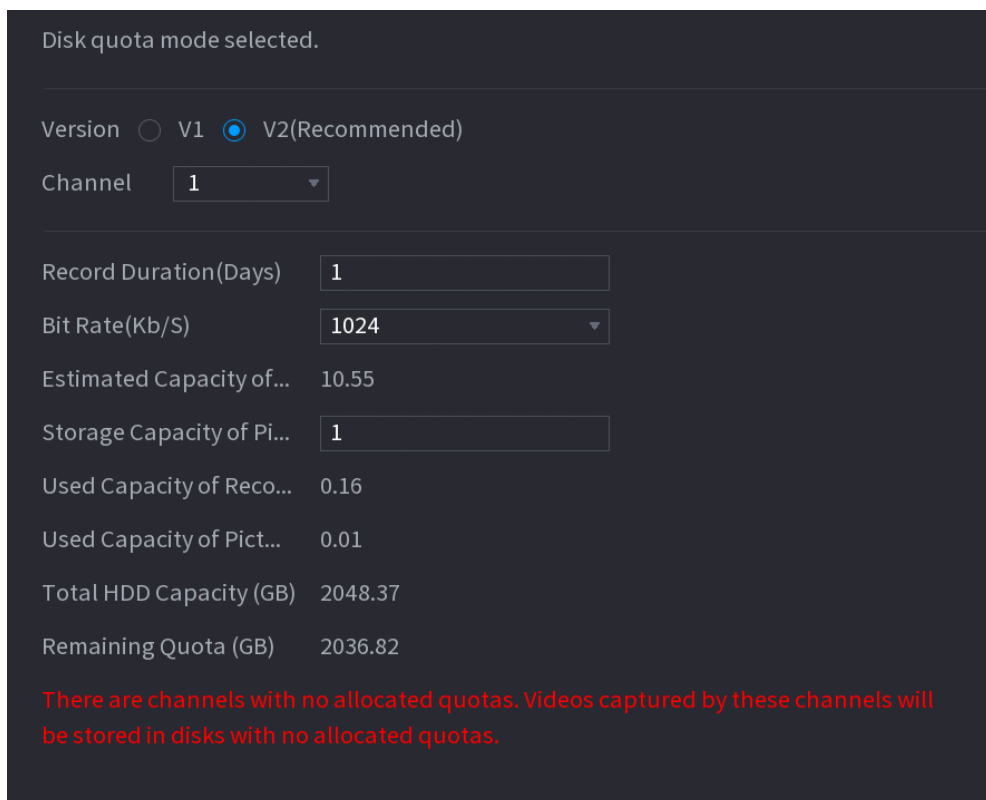 Disk quota mode selected.
Version V1 V2(Recommended)
Channel 1
Record Duration(Days) 1
Bit Rate(Kb/S) 1024
Estimated Capacity of... 10.55
Storage Capacity of Pi... 1
Used Capacity of Reco... 0.16
Used Capacity of Pict... 0.01
Total HDD Capacity (GB) 2048.37
Remaining Quota (GB) 2036.82
There are channels with no allocated quotas. Videos captured by these channels will
be stored in disks with no allocated quotas.